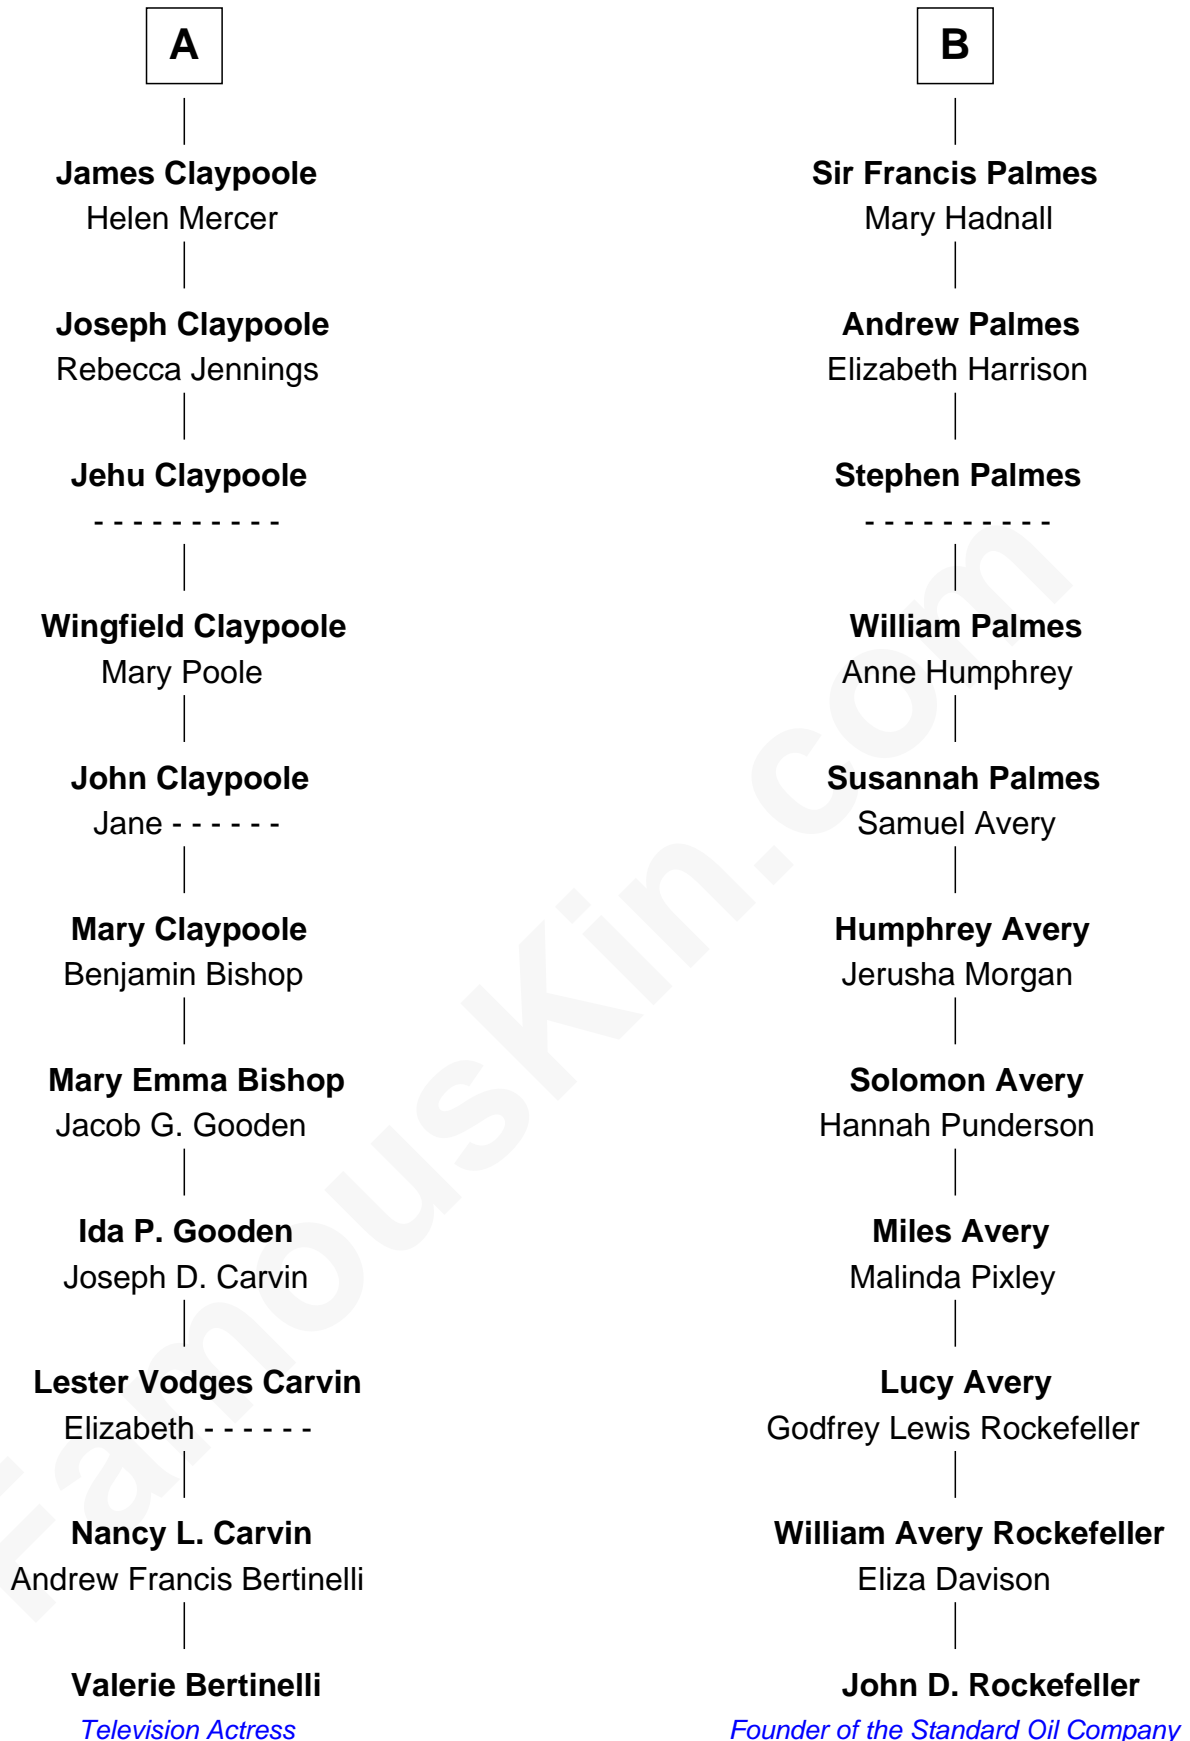 A
James Claypoole
Helen Mercer
Joseph Claypoole
Rebecca Jennings
Jehu Claypoole
- - - - - - - - - -
Wingfield Claypoole
Mary Poole
John Claypoole
Jane - - - - - -
Mary Claypoole
Benjamin Bishop
Mary Emma Bishop
Jacob G. Gooden
Ida P. Gooden
Joseph D. Carvin
Lester Vodges Carvin
Elizabeth - - - - - -
Nancy L. Carvin
Andrew Francis Bertinelli
Valerie Bertinelli
Television Actress
B
Sir Francis Palmes
Mary Hadnall
Andrew Palmes
Elizabeth Harrison
Stephen Palmes
- - - - - - - - - -
William Palmes
Anne Humphrey
Susannah Palmes
Samuel Avery
Humphrey Avery
Jerusha Morgan
Solomon Avery
Hannah Punderson
Miles Avery
Malinda Pixley
Lucy Avery
Godfrey Lewis Rockefeller
William Avery Rockefeller
Eliza Davison
John D. Rockefeller
Founder of the Standard Oil Company
FamousKin.com